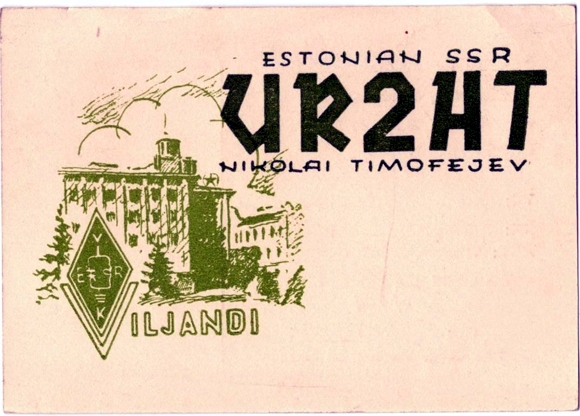 ESTONIAN SSR
UR2HT
NIKOLAI TIMOFEJEV
Y
E R
K
VILJANDI